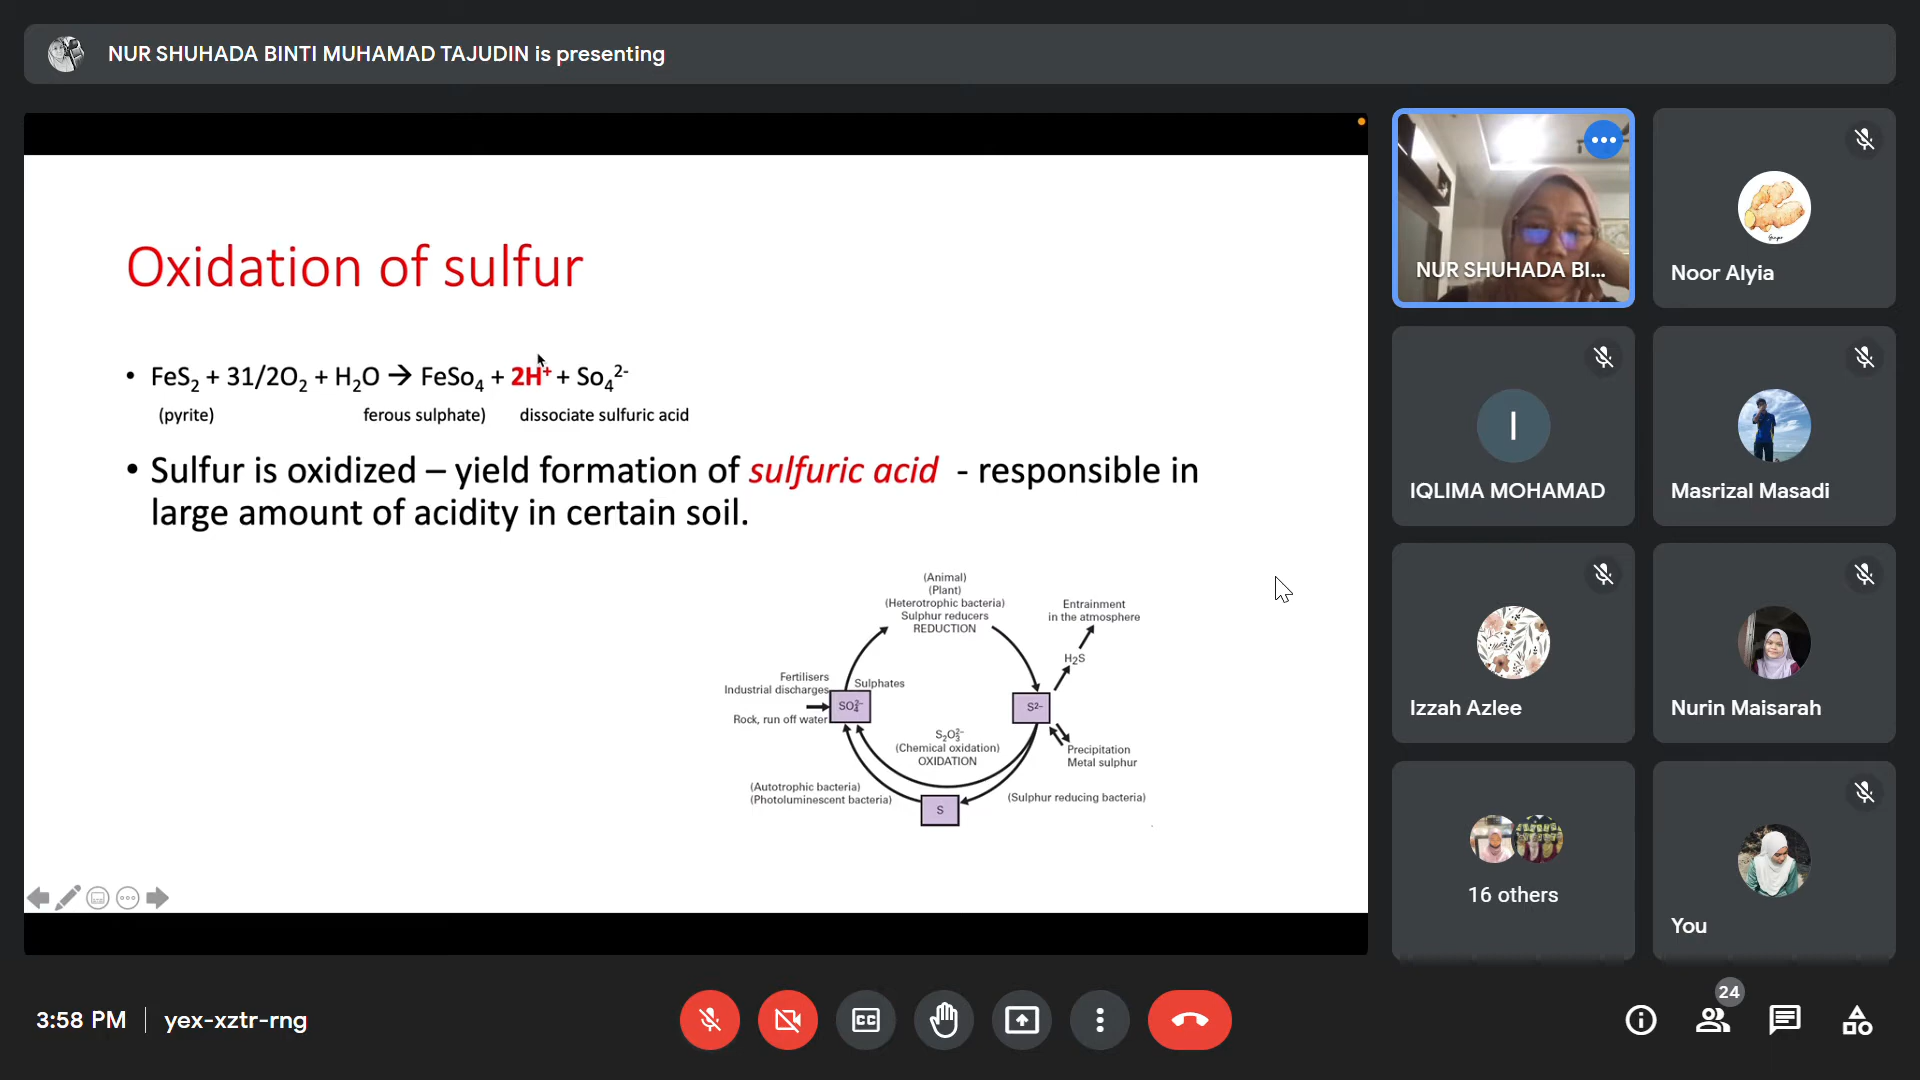 NUR SHUHADA BINTI MUHAMAD TAJUDIN is presenting
Oxidation of sulfur
• FeS₂ + 31/2O₂ + H₂O → FeSo₄ + 2H⁺ + So₄²⁻
(pyrite) ferous sulphate) dissociate sulfuric acid
• Sulfur is oxidized – yield formation of sulfuric acid - responsible in
large amount of acidity in certain soil.
(Animal)
(Plant)
(Heterotrophic bacteria)
Sulphur reducers
REDUCTION
Entrainment
in the atmosphere
H₂S
Fertilisers
Industrial discharges
Sulphates
Rock, run off water
SO₄²⁻
S²⁻
S₂O₃²⁻
(Chemical oxidation)
OXIDATION
Precipitation
Metal sulphur
(Autotrophic bacteria)
(Photoluminescent bacteria)
(Sulphur reducing bacteria)
S
NUR SHUHADA BI...
Noor Alyia
I
IQLIMA MOHAMAD
Masrizal Masadi
Izzah Azlee
Nurin Maisarah
16 others
You
3:58 PM | yex-xztr-rng
CC
24